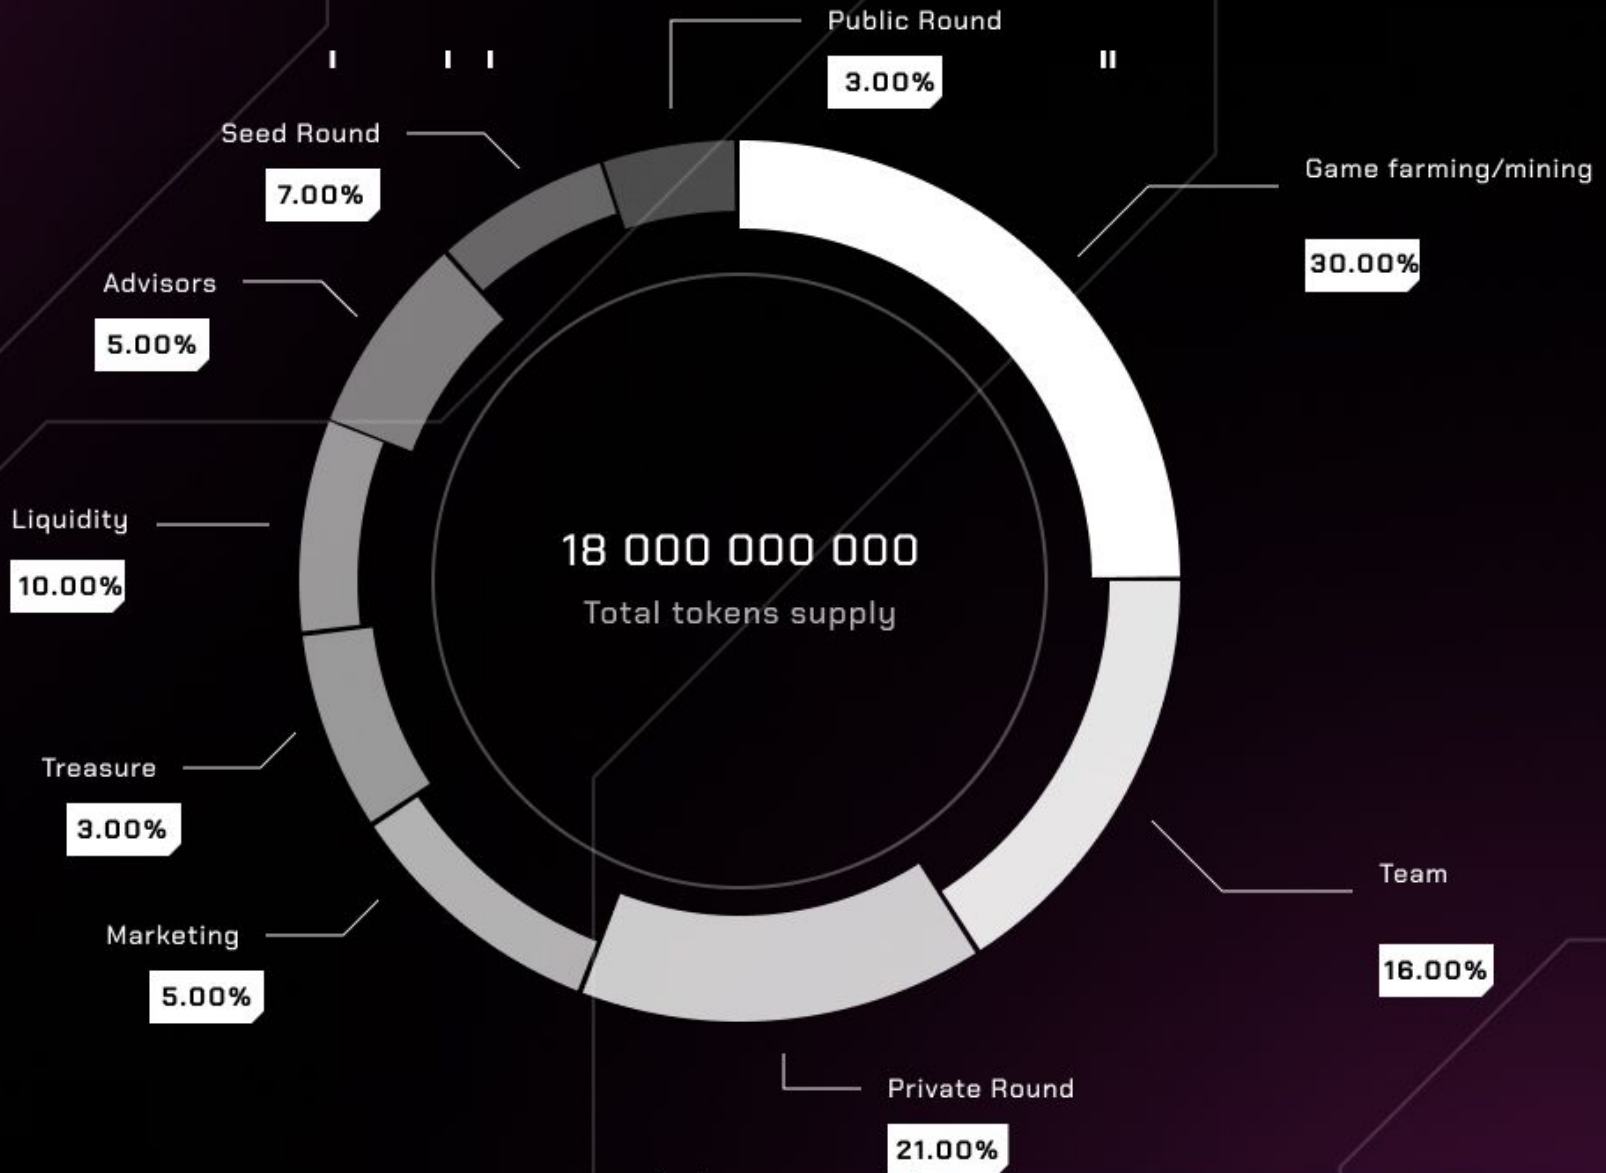 Public Round
3.00%
Seed Round
7.00%
Game farming/mining
30.00%
Advisors
5.00%
Liquidity
10.00%
18 000 000 000
Total tokens supply
Treasure
3.00%
Marketing
5.00%
Team
16.00%
Private Round
21.00%